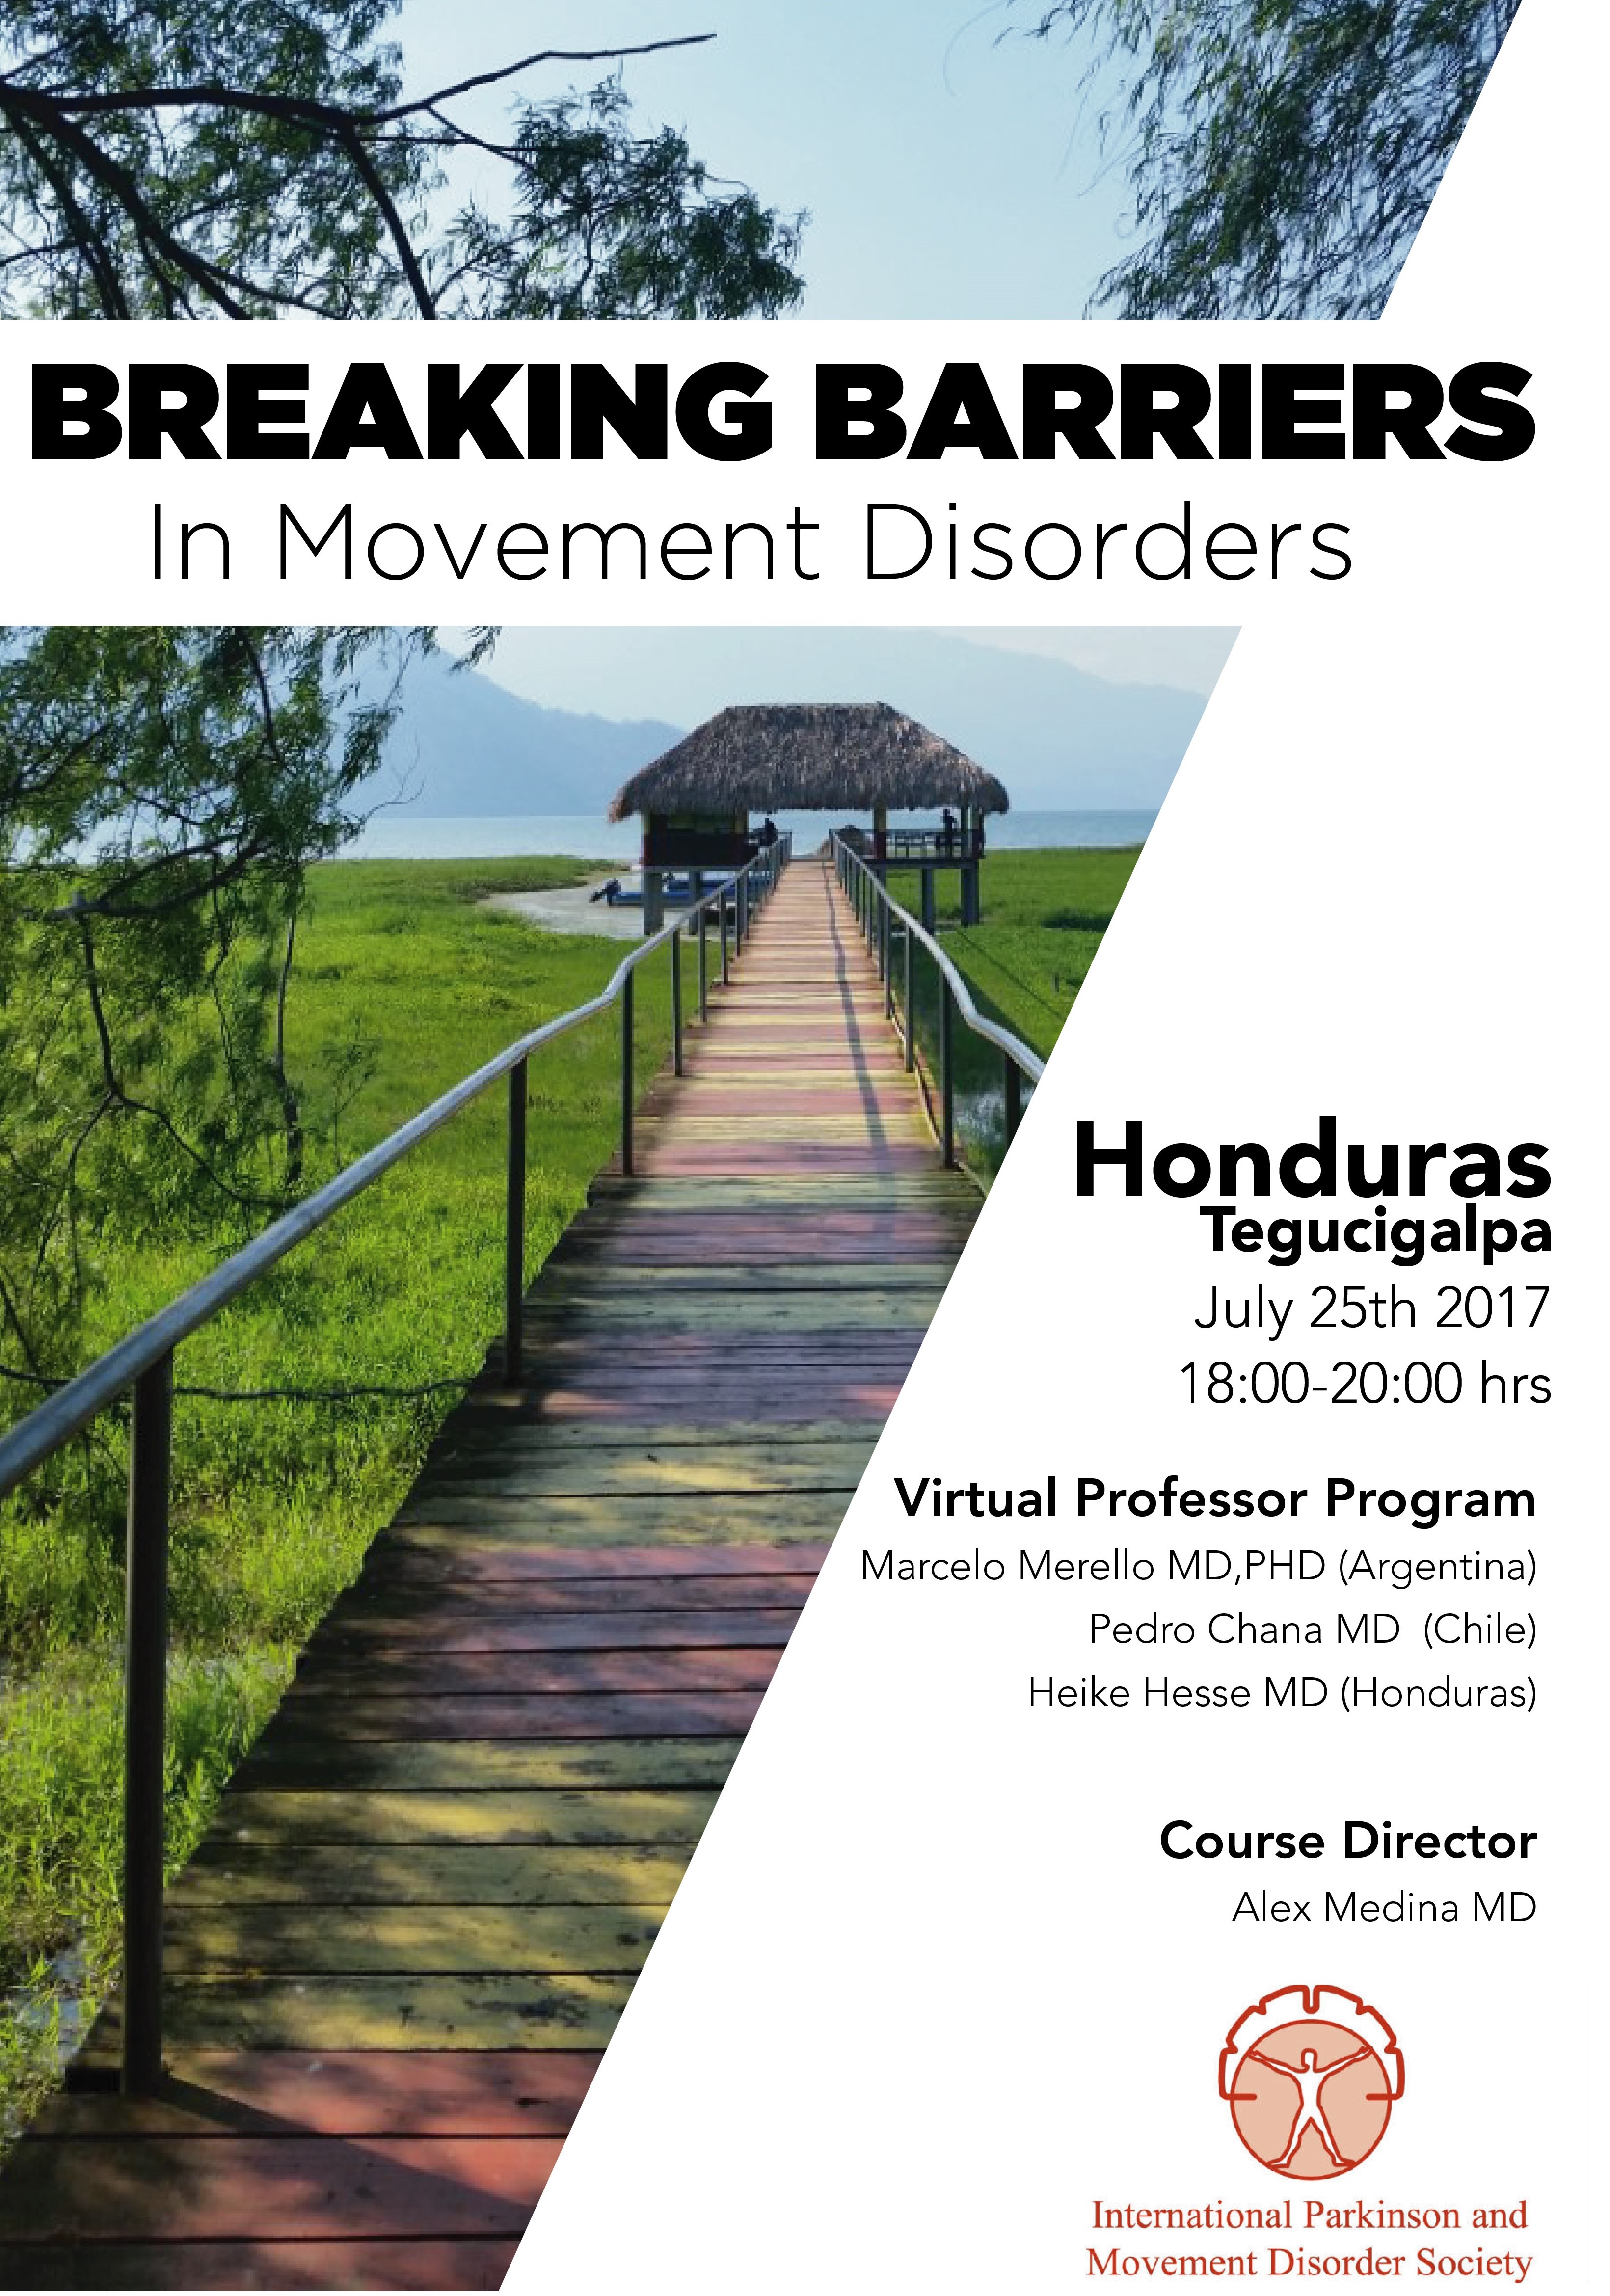 BREAKING BARRIERS
In Movement Disorders
Honduras
Tegucigalpa
July 25th 2017
18:00-20:00 hrs
Virtual Professor Program
Marcelo Merello MD,PHD (Argentina)
Pedro Chana MD  (Chile)
Heike Hesse MD (Honduras)
Course Director
Alex Medina MD
International Parkinson and
Movement Disorder Society